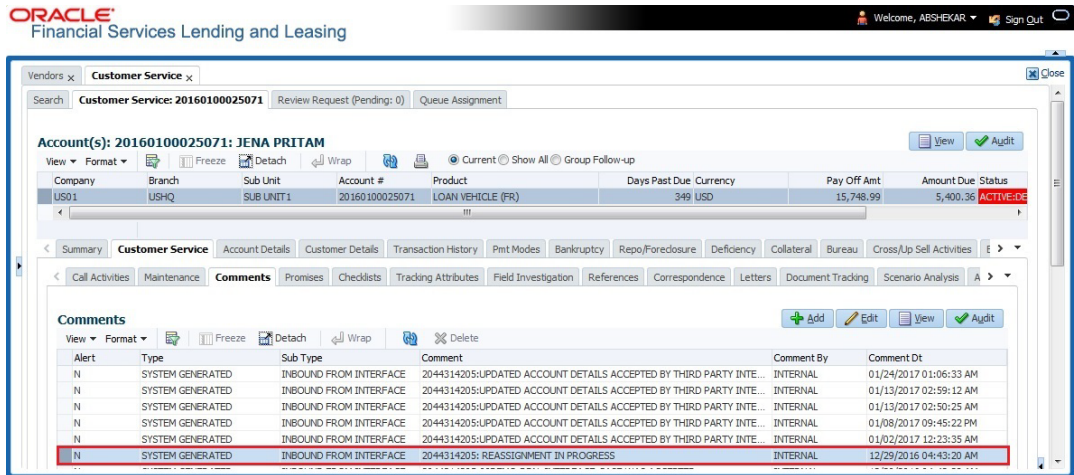 ORACLE
Financial Services Lending and Leasing
Welcome, ABSHEKAR Sign Out
Vendors x Customer Service x Close
Search Customer Service: 20160100025071 Review Request (Pending: 0) Queue Assignment
Account(s): 20160100025071: JENA PRITAM View Audit
View Format Freeze Detach Wrap Current Show All Group Follow-up
Company Branch Sub Unit Account # Product Days Past Due Currency Pay Off Amt Amount Due Status
US01 USHQ SUB UNIT1 20160100025071 LOAN VEHICLE (FR) 349 USD 15,748.99 5,400.36 ACTIVE:DE
Summary Customer Service Account Details Customer Details Transaction History Pmt Modes Bankruptcy Repo/Foreclosure Deficiency Collateral Bureau Cross/Up Sell Activities
Call Activities Maintenance Comments Promises Checklists Tracking Attributes Field Investigation References Correspondence Letters Document Tracking Scenario Analysis A
Comments Add Edit View Audit
View Format Freeze Detach Wrap Delete
Alert Type Sub Type Comment Comment By Comment Dt
N SYSTEM GENERATED INBOUND FROM INTERFACE 2044314205:UPDATED ACCOUNT DETAILS ACCEPTED BY THIRD PARTY INTE... INTERNAL 01/24/2017 01:06:33 AM
N SYSTEM GENERATED INBOUND FROM INTERFACE 2044314205:UPDATED ACCOUNT DETAILS ACCEPTED BY THIRD PARTY INTE... INTERNAL 01/13/2017 02:59:12 AM
N SYSTEM GENERATED INBOUND FROM INTERFACE 2044314205:UPDATED ACCOUNT DETAILS ACCEPTED BY THIRD PARTY INTE... INTERNAL 01/13/2017 02:50:25 AM
N SYSTEM GENERATED INBOUND FROM INTERFACE 2044314205:UPDATED ACCOUNT DETAILS ACCEPTED BY THIRD PARTY INTE... INTERNAL 01/08/2017 09:45:22 PM
N SYSTEM GENERATED INBOUND FROM INTERFACE 2044314205:UPDATED ACCOUNT DETAILS ACCEPTED BY THIRD PARTY INTE... INTERNAL 01/02/2017 12:23:35 AM
N SYSTEM GENERATED INBOUND FROM INTERFACE 2044314205: REASSIGNMENT IN PROGRESS INTERNAL 12/29/2016 04:43:20 AM